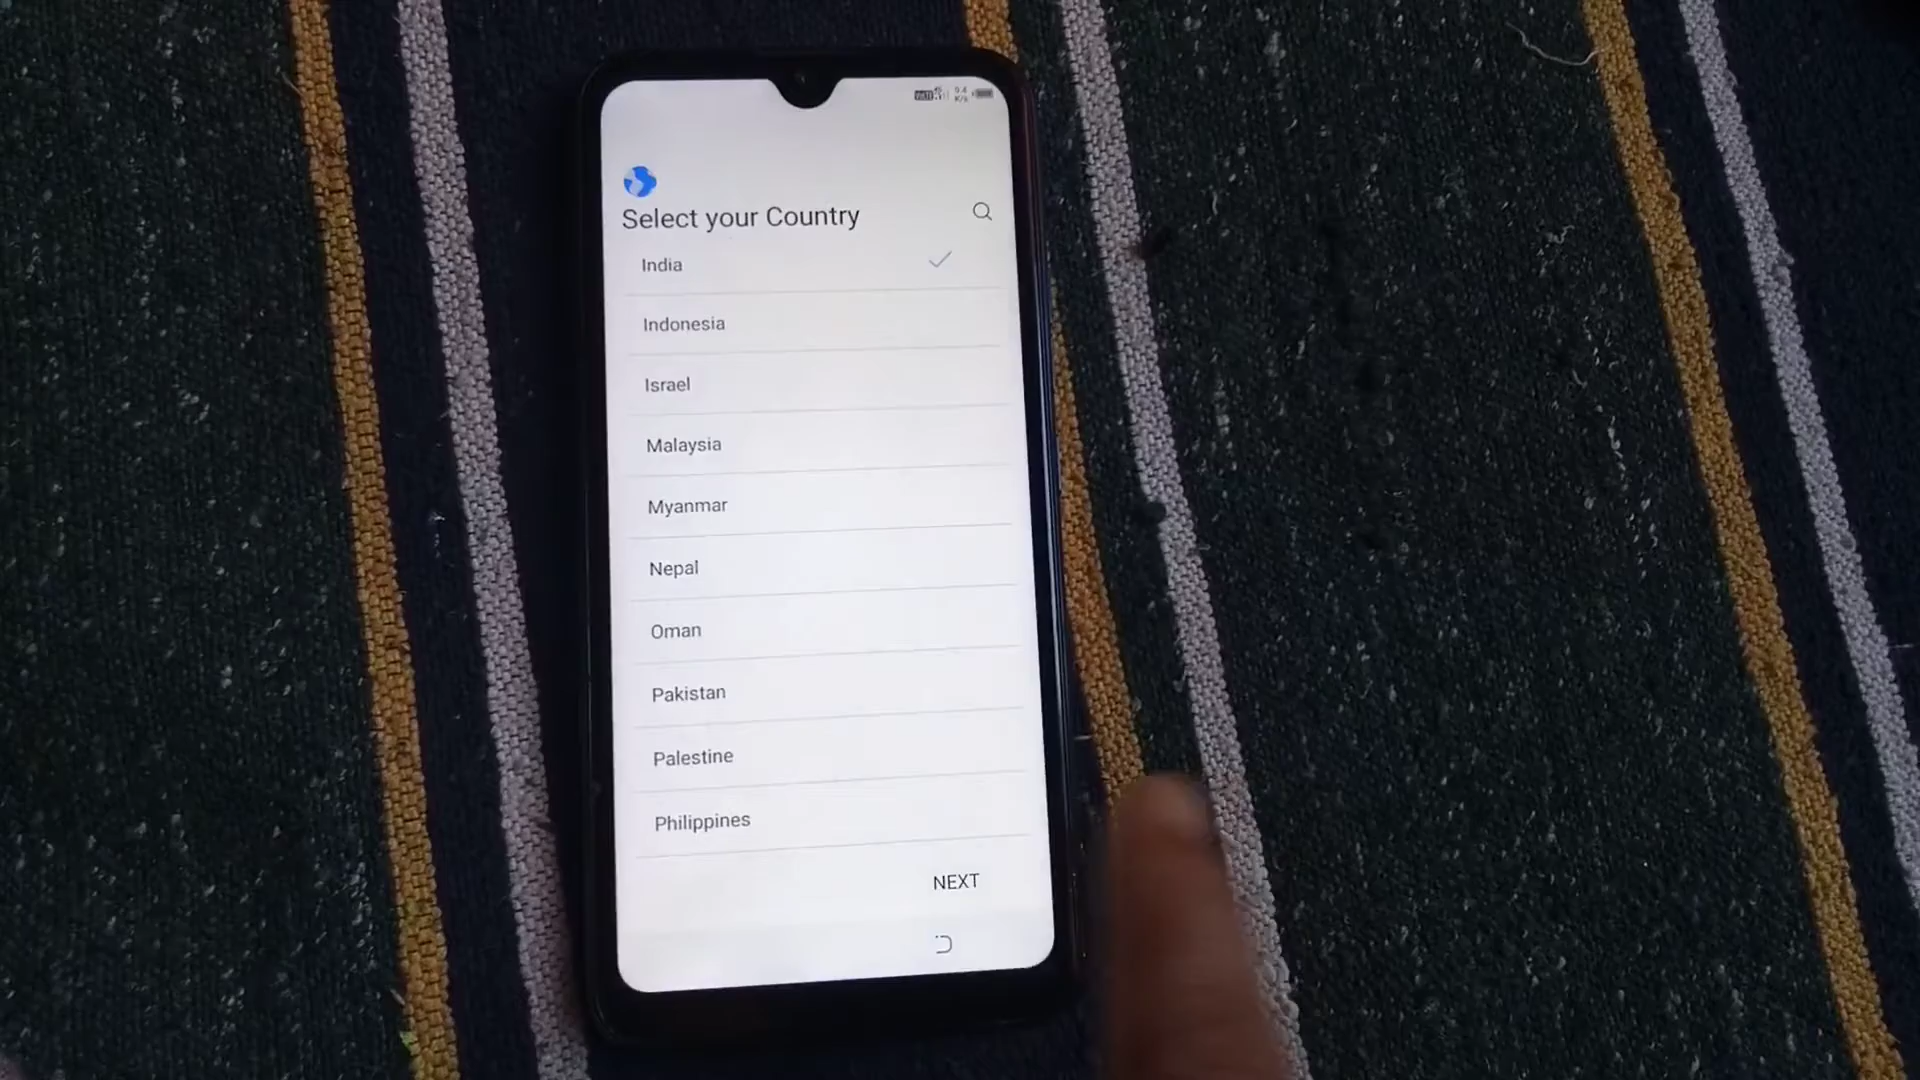 Select your Country
India
Indonesia
Israel
Malaysia
Myanmar
Nepal
Oman
Pakistan
Palestine
Philippines
NEXT